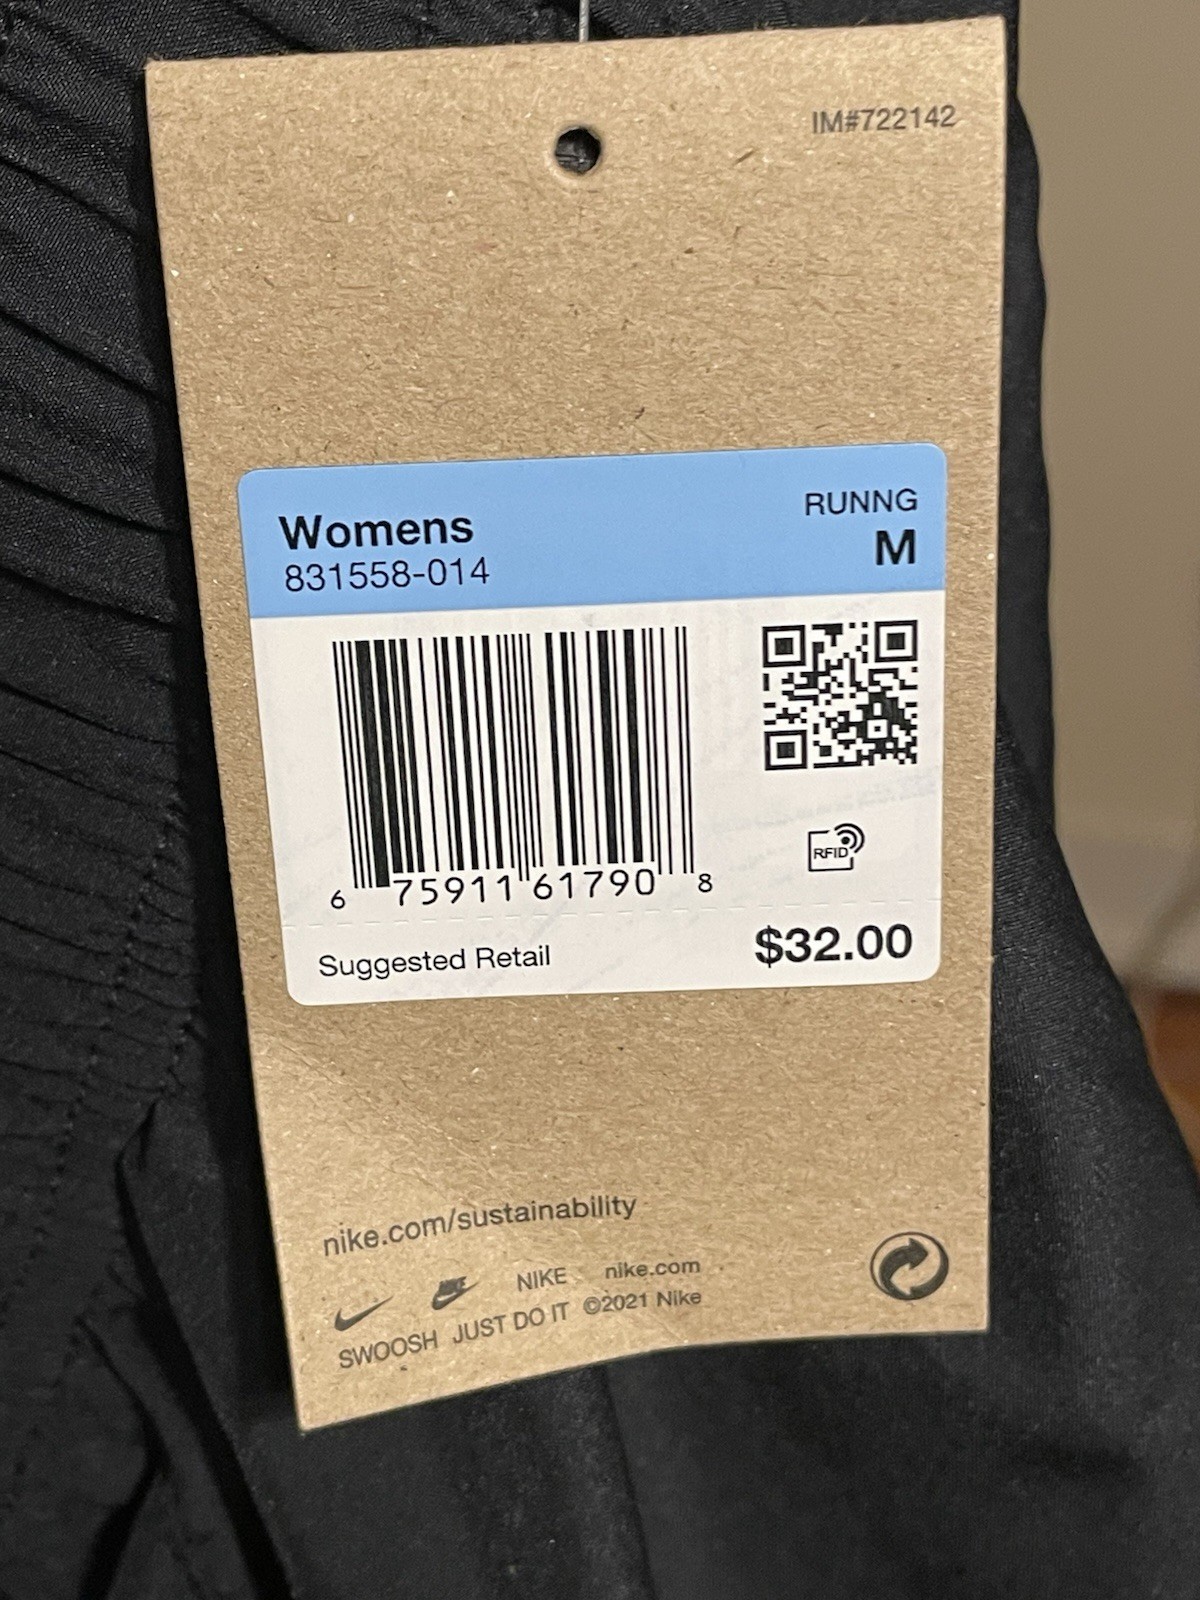 IM#722142
Womens
831558-014
RUNNG
M
6 75911 61790 8
RFID
Suggested Retail
$32.00
nike.com/sustainability
NIKE nike.com
SWOOSH JUST DO IT ©2021 Nike